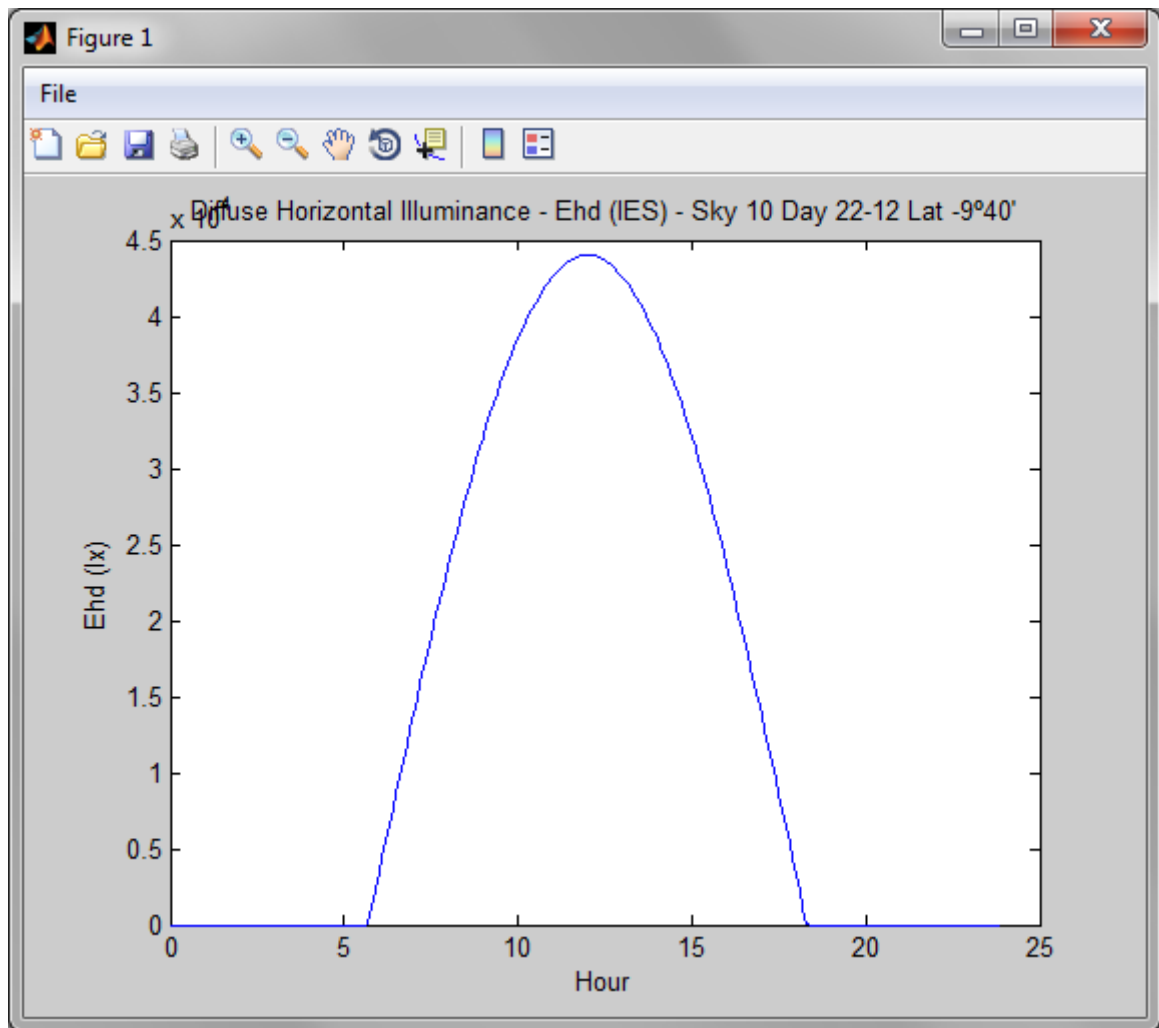 Figure 1
File
x 10^4
Diffuse Horizontal Illuminance - Ehd (IES) - Sky 10 Day 22-12 Lat -9º40'
4.5
4
3.5
3
2.5
2
1.5
1
0.5
0
Ehd (lx)
0 5 10 15 20 25
Hour